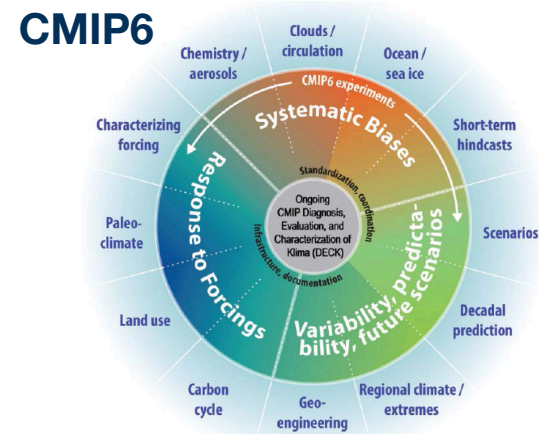 CMIP6
Clouds /
circulation
Chemistry /
aerosols
Ocean /
sea ice
CMIP6 experiments
Systematic Biases
Characterizing
forcing
Short-term
hindcasts
Standardization, coordination
Response to Forcings
Ongoing
CMIP Diagnosis,
Evaluation, and
Characterization of
Klima (DECK)
Infrastructure, documentation
Variability, predicta-
bility, future scenarios
Paleo-
climate
Scenarios
Land use
Decadal
prediction
Carbon
cycle
Geo-
engineering
Regional climate /
extremes